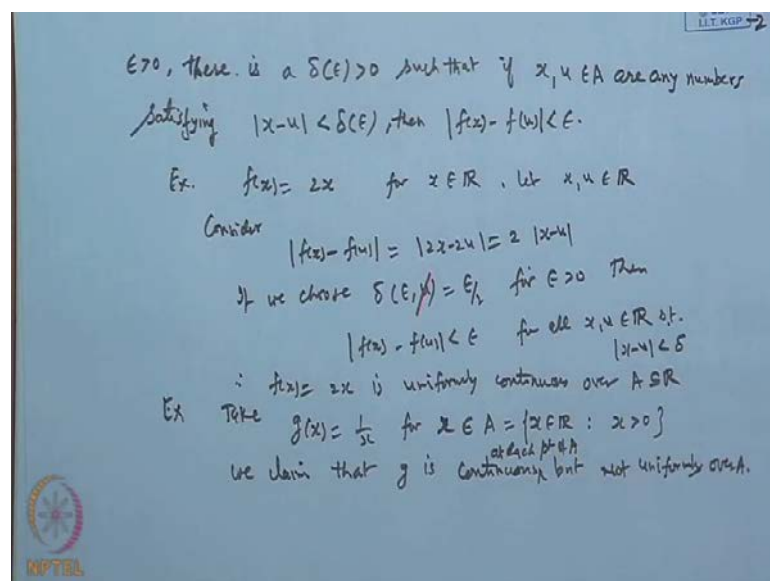 I.I.T. KGP -2
ϵ>0, there is a δ(ϵ)>0 such that if x, u ∈ A are any numbers
satisfying |x-u| < δ(ϵ), then |f(x) - f(u)| < ϵ.
Ex. f(x) = 2x for x ∈ ℝ. Let x, u ∈ ℝ
Consider
|f(x) - f(u)| = |2x-2u| = 2 |x-u|
If we choose δ(ϵ, u) = ϵ/2 for ϵ>0 Then
|f(x) - f(u)| < ϵ for all x, u ∈ ℝ s.t.
|x-u| < δ
∴ f(x) = 2x is uniformly continuous over A ⊆ ℝ
Ex Take g(x) = 1/x for x ∈ A = {x ∈ ℝ : x>0}
at each pt of A
we claim that g is continuous but not uniformly over A.
NPTEL